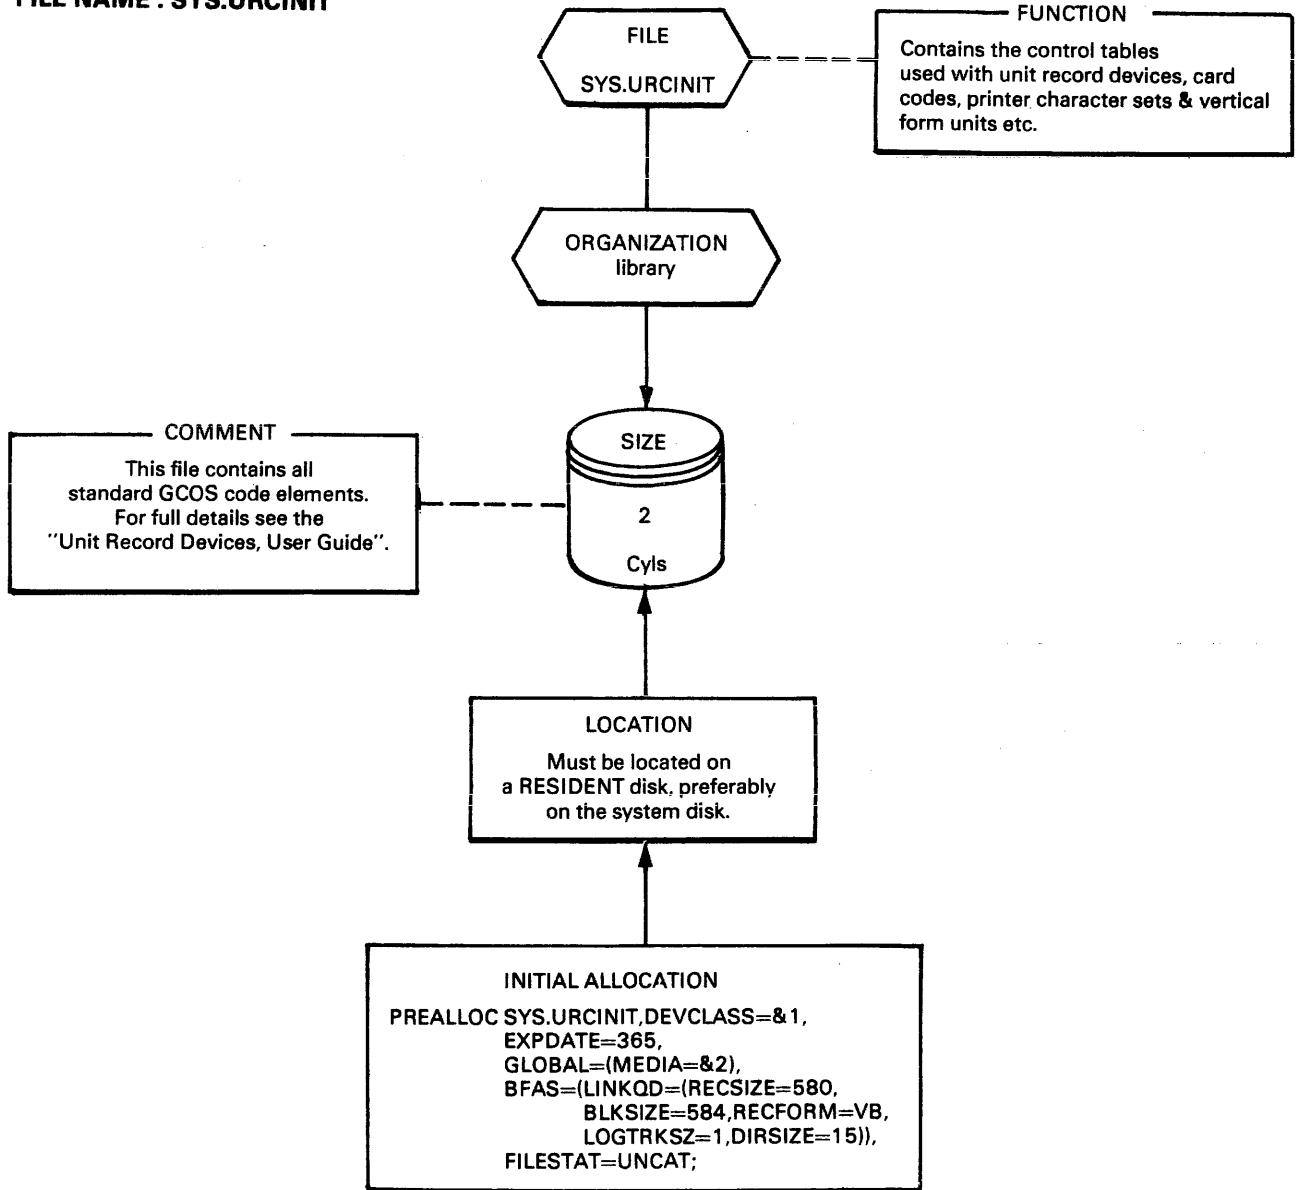 FILE NAME : SYS.URCINIT
FILE
SYS.URCINIT
FUNCTION
Contains the control tables
used with unit record devices, card
codes, printer character sets & vertical
form units etc.
ORGANIZATION
library
SIZE
2
Cyls
COMMENT
This file contains all
standard GCOS code elements.
For full details see the
"Unit Record Devices, User Guide".
LOCATION
Must be located on
a RESIDENT disk, preferably
on the system disk.
INITIAL ALLOCATION
PREALLOC SYS.URCINIT,DEVCLASS=&1,
EXPDATE=365,
GLOBAL=(MEDIA=&2),
BFAS=(LINKQD=(RECSIZE=580,
BLKSIZE=584,RECFORM=VB,
LOGTRKSZ=1,DIRSIZE=15)),
FILESTAT=UNCAT;